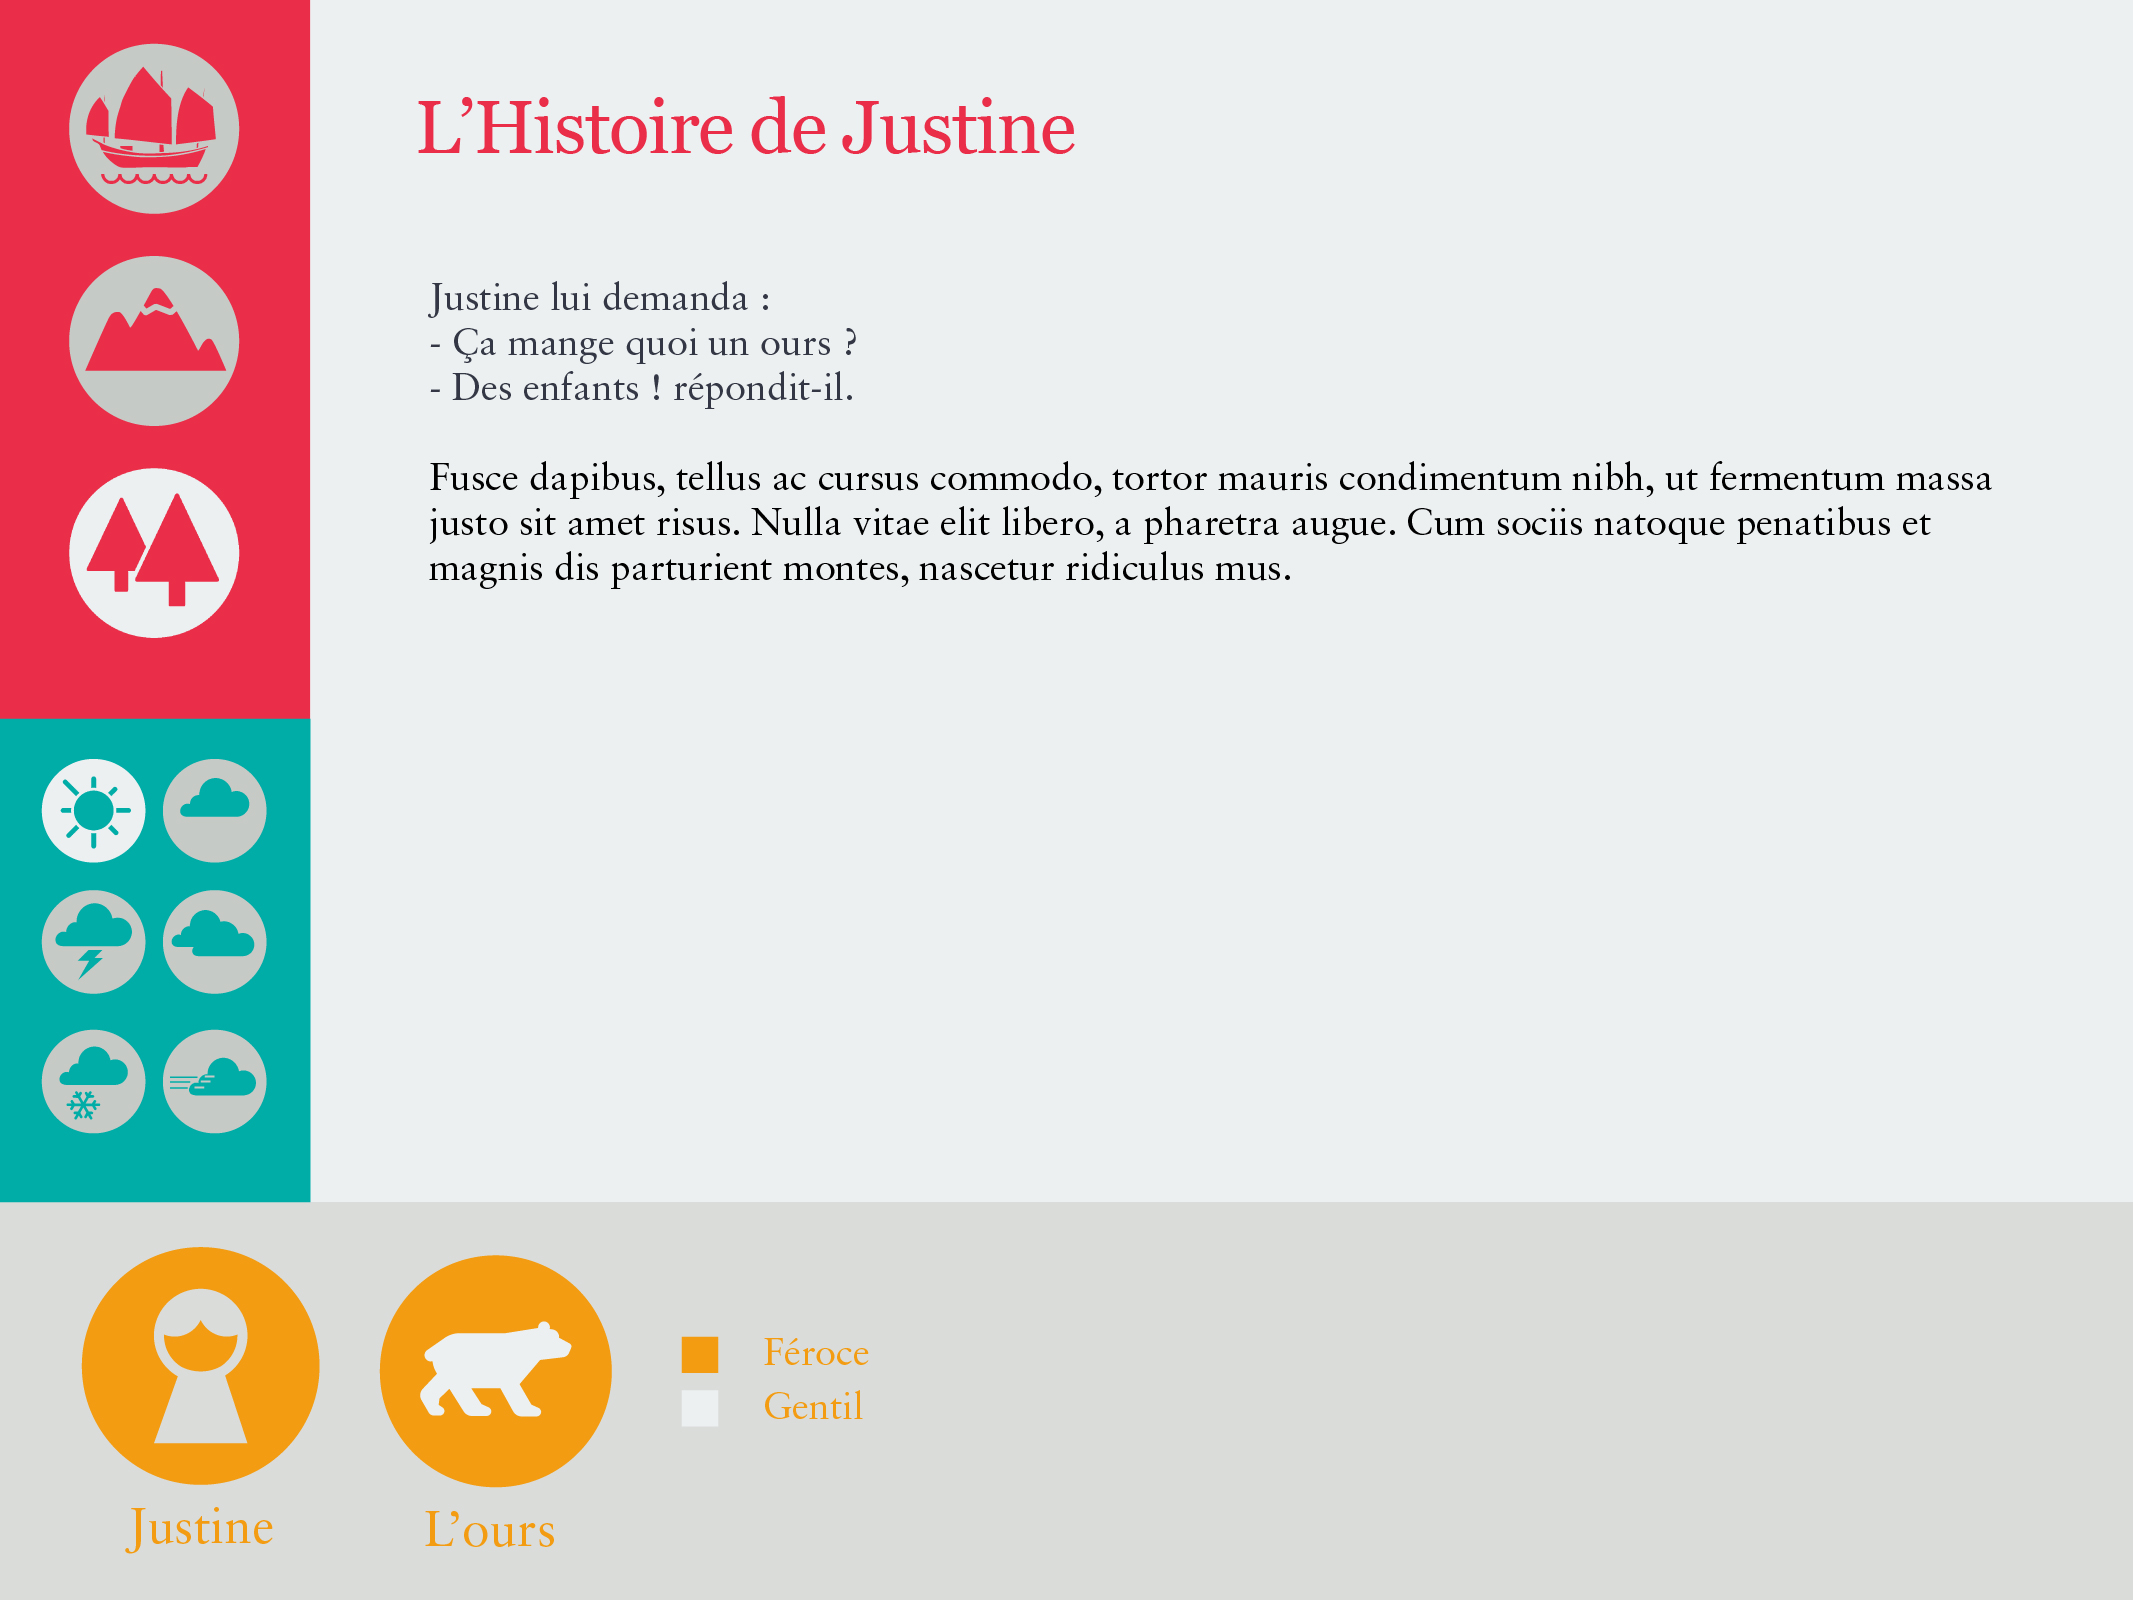 L’Histoire de Justine
Justine lui demanda :
- Ça mange quoi un ours ?
- Des enfants ! répondit-il.
Fusce dapibus, tellus ac cursus commodo, tortor mauris condimentum nibh, ut fermentum massa
justo sit amet risus. Nulla vitae elit libero, a pharetra augue. Cum sociis natoque penatibus et
magnis dis parturient montes, nascetur ridiculus mus.
Féroce
Gentil
Justine
L’ours